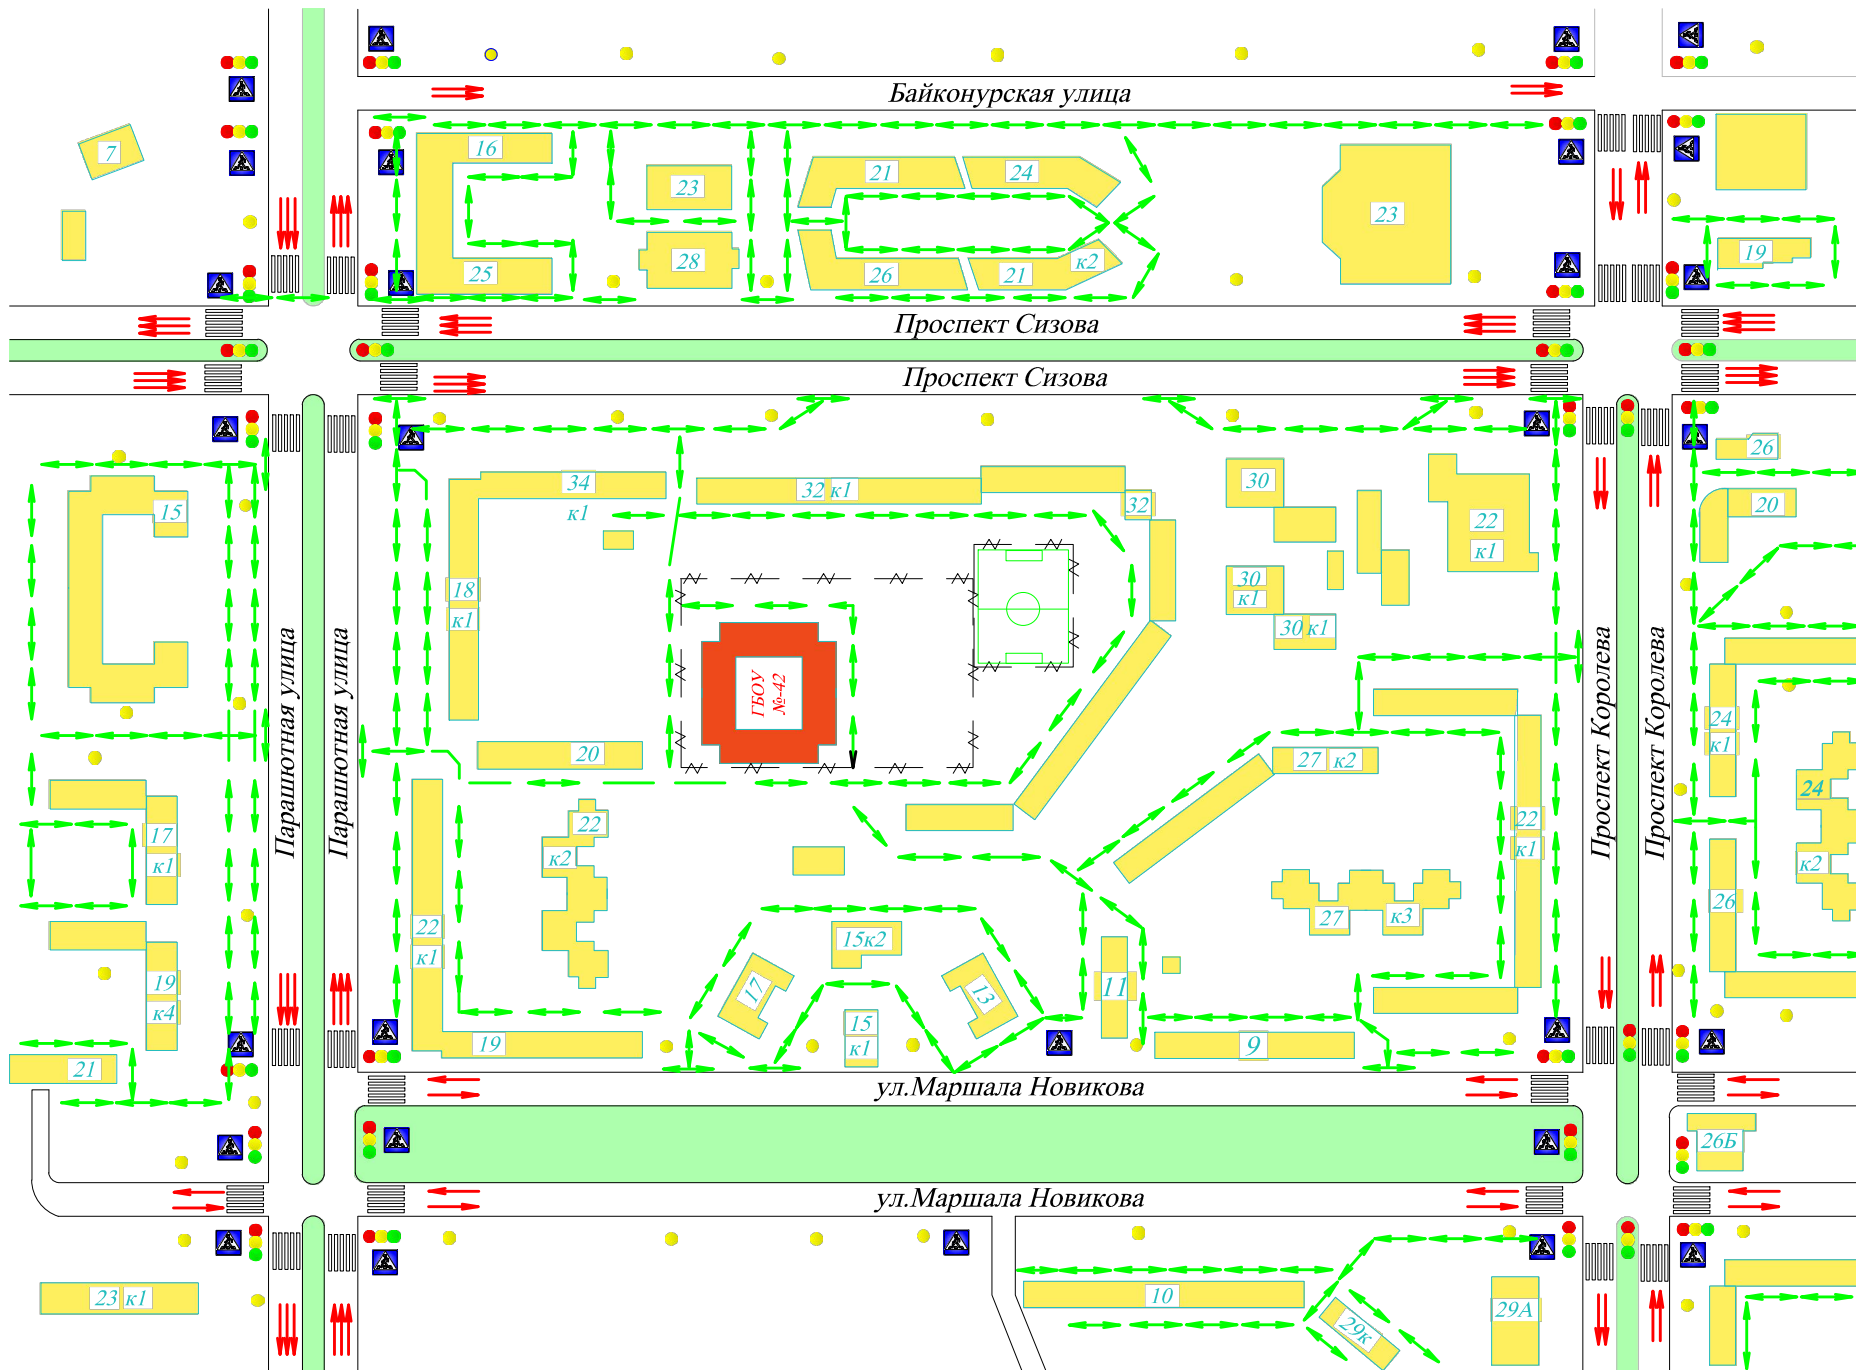 Байконурская улица
7
16
23
21
24
23
19
25
28
26
21
к2
Проспект Сизова
Проспект Сизова
15
34
к1
32 к1
32
30
22
к1
26
20
18
к1
30
к1
30 к1
ГБОУ
№-42
Парашютная улица
Парашютная улица
Проспект Королева
Проспект Королева
20
27 к2
24
к1
24
к2
17
к1
22
к2
22
к1
26
22
к1
15к2
27
к3
19
к4
17
13
11
15
к1
19
9
21
ул.Маршала Новикова
26Б
ул.Маршала Новикова
23 к1
10
29к
29А